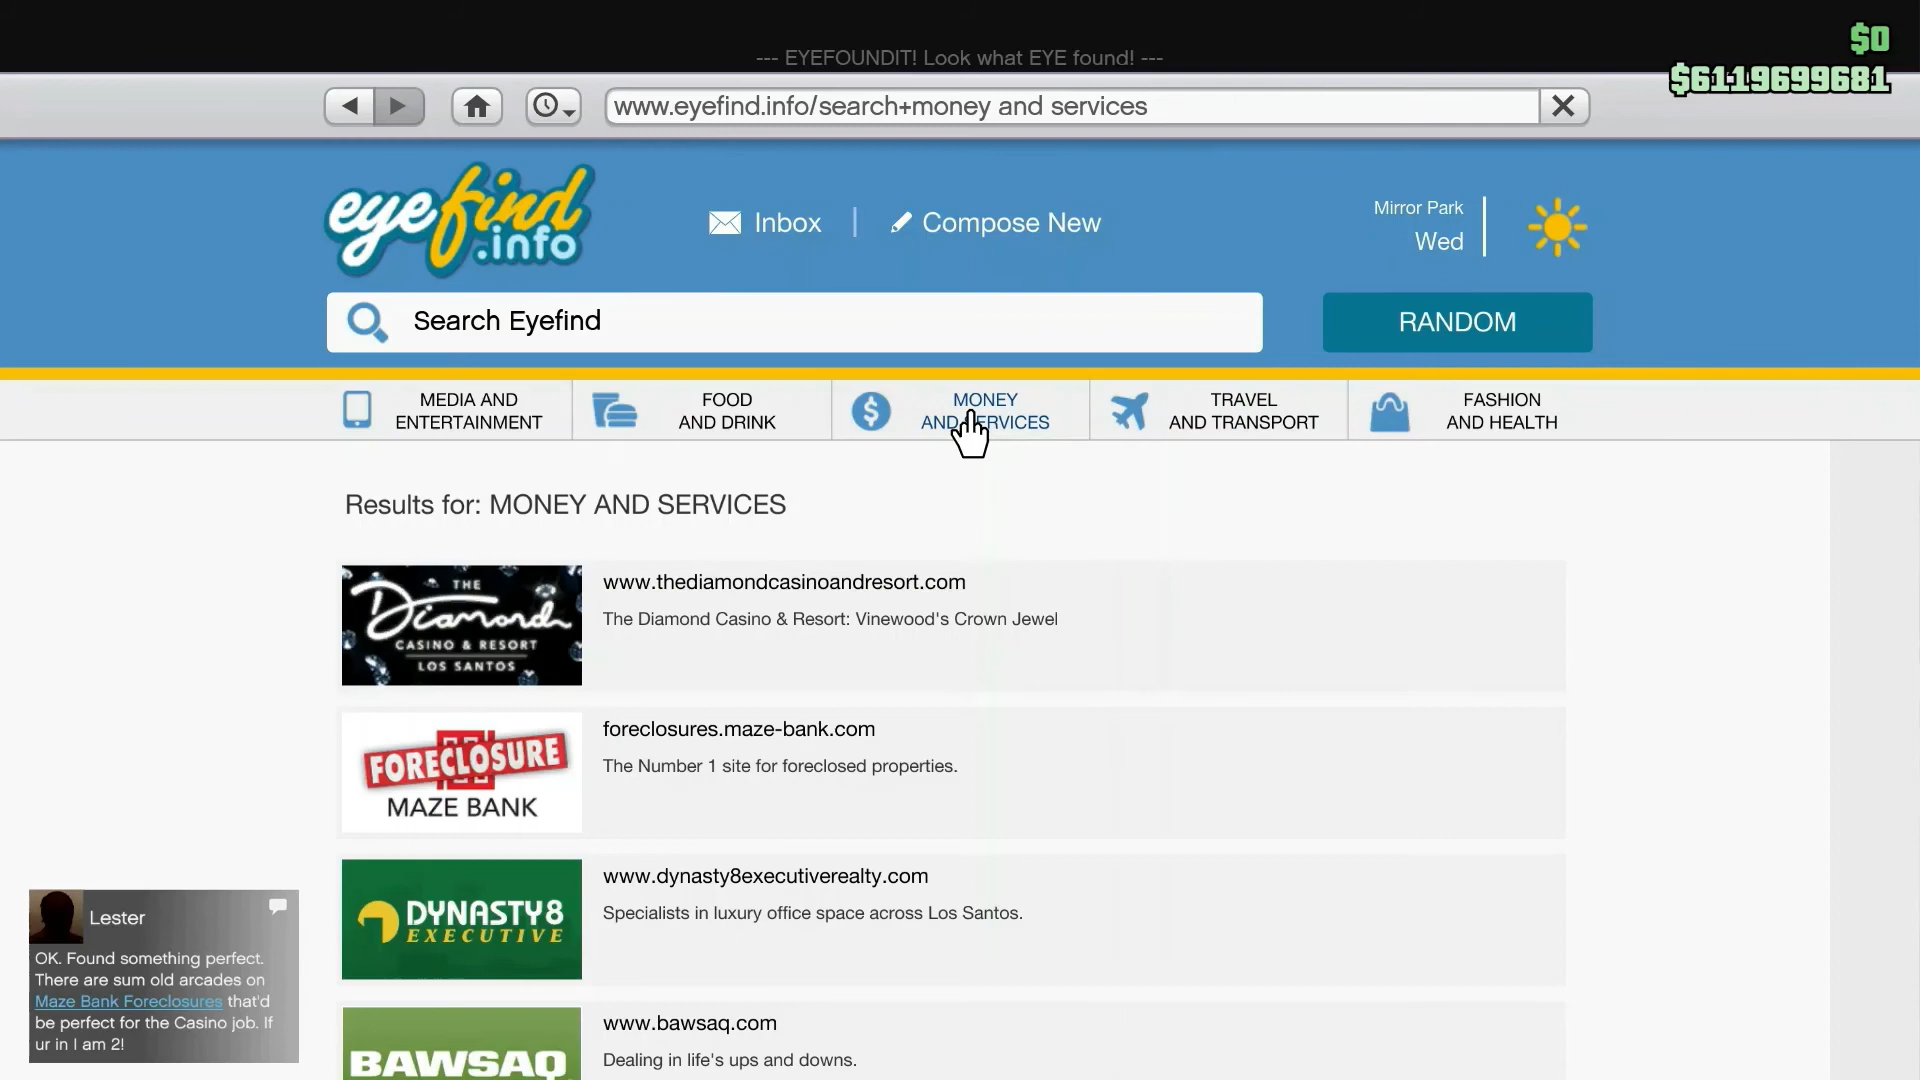 --- EYEFOUNDIT! Look what EYE found! ---
$0
$6119699681
www.eyefind.info/search+money and services
eyefind
.info
Inbox
Compose New
Mirror Park
Wed
Search Eyefind
RANDOM
MEDIA AND
ENTERTAINMENT
FOOD
AND DRINK
MONEY
AND SERVICES
TRAVEL
AND TRANSPORT
FASHION
AND HEALTH
Results for: MONEY AND SERVICES
THE
Diamond
CASINO & RESORT
LOS SANTOS
www.thediamondcasinoandresort.com
The Diamond Casino & Resort: Vinewood's Crown Jewel
FORECLOSURE
MAZE BANK
foreclosures.maze-bank.com
The Number 1 site for foreclosed properties.
DYNASTY8
EXECUTIVE
www.dynasty8executiverealty.com
Specialists in luxury office space across Los Santos.
BAWSAQ
www.bawsaq.com
Dealing in life's ups and downs.
Lester
OK. Found something perfect.
There are sum old arcades on
Maze Bank Foreclosures that'd
be perfect for the Casino job. If
ur in I am 2!